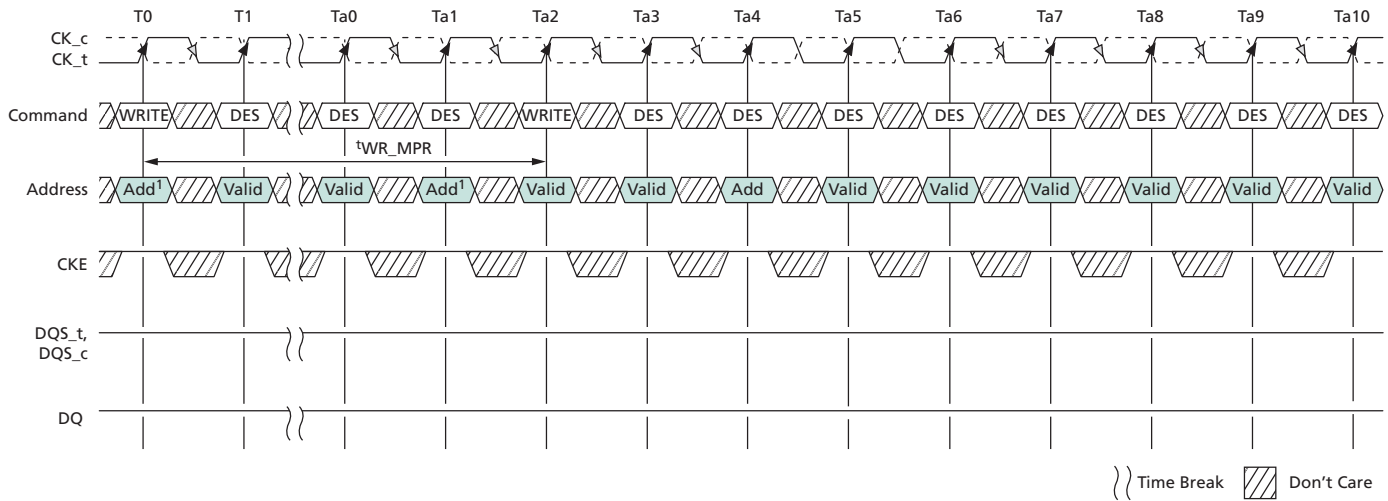 T0 T1 Ta0 Ta1 Ta2 Ta3 Ta4 Ta5 Ta6 Ta7 Ta8 Ta9 Ta10
CK_c
CK_t
Command WRITE DES DES DES WRITE DES DES DES DES DES DES DES DES
tWR_MPR
Address Add1 Valid Valid Add1 Valid Valid Add Valid Valid Valid Valid Valid Valid
CKE
DQS_t,
DQS_c
DQ
Time Break Don't Care